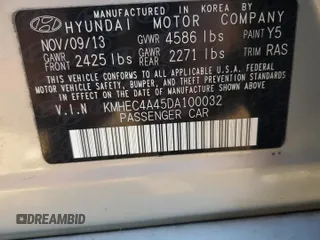 MANUFACTURED IN KOREA BY
HYUNDAI MOTOR COMPANY
NOV/09/13 GVWR 4586 lbs PAINT Y5
GAWR FRONT 2425 lbs GAWR REAR 2271 lbs TRIM RAS
THIS VEHICLE CONFORMS TO ALL APPLICABLE
FEDERAL MOTOR VEHICLE SAFETY, BUMPER, AND
THEFT PREVENTION STANDARDS IN EFFECT ON
THE DATE OF MANUFACTURE SHOWN ABOVE.
V.I.N KMHEC4A45DA100032
PASSENGER CAR
DREAMBID